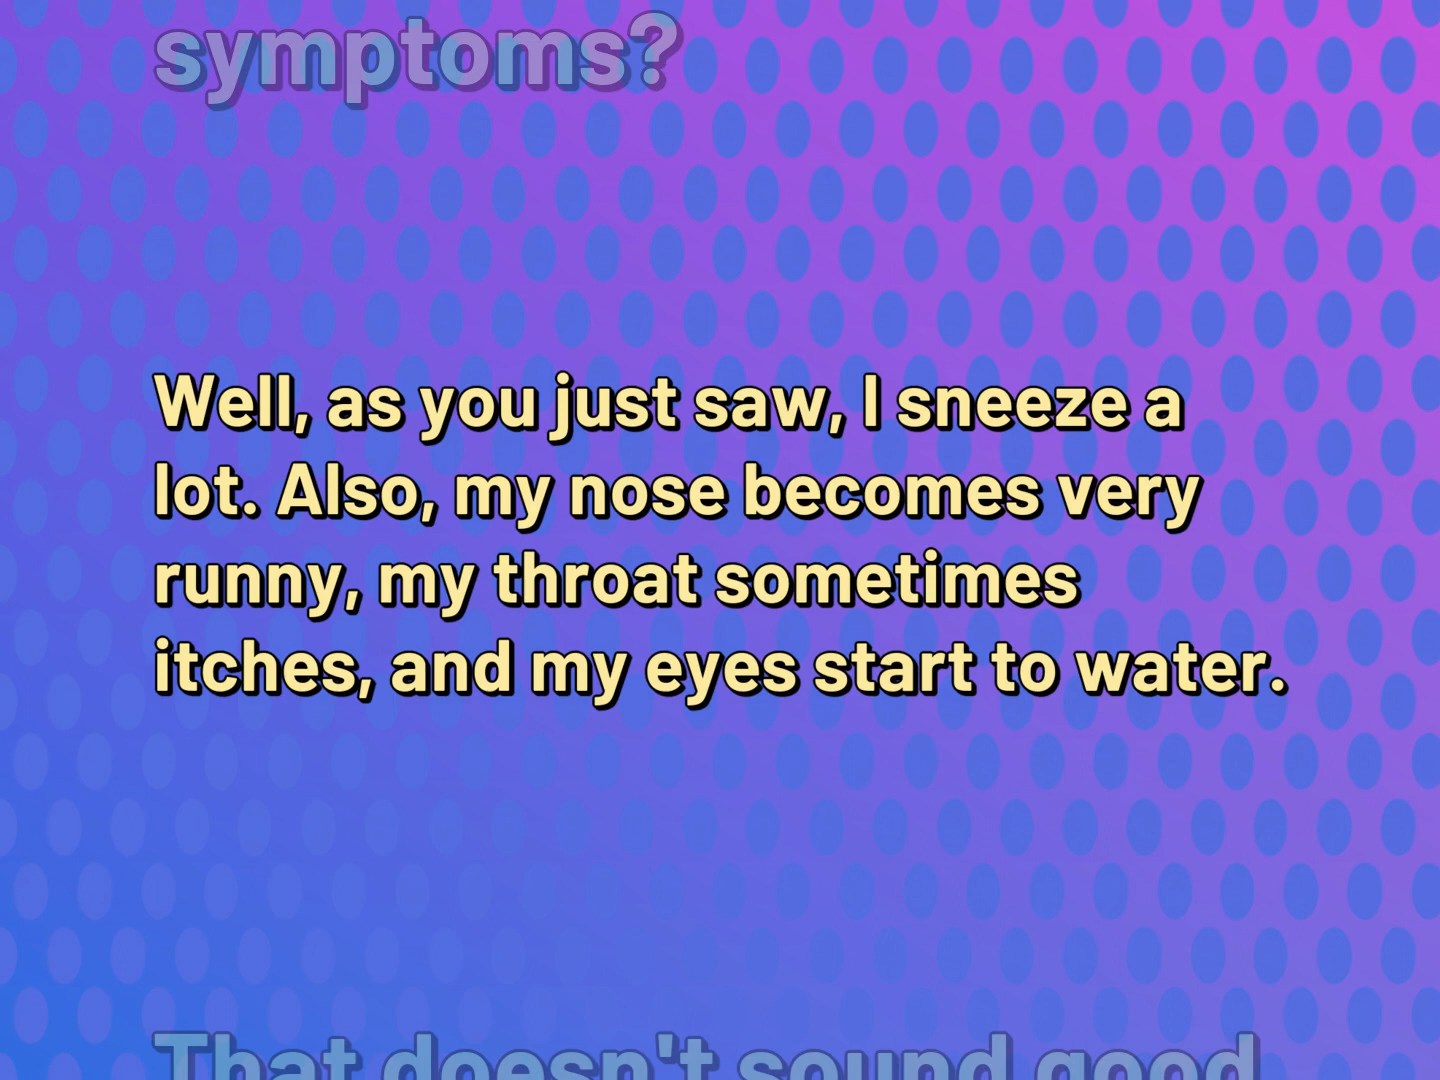 symptoms?
Well, as you just saw, I sneeze a
lot. Also, my nose becomes very
runny, my throat sometimes
itches, and my eyes start to water.
That doesn't sound good